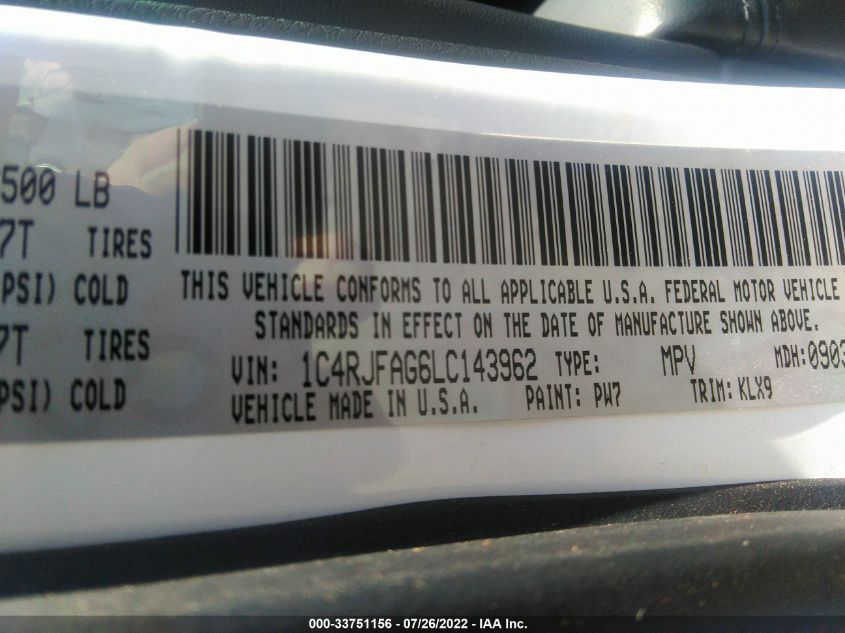 500 LB
7T TIRES
PSI) COLD
7T TIRES
PSI) COLD
THIS VEHICLE CONFORMS TO ALL APPLICABLE U.S.A. FEDERAL MOTOR VEHICLE
STANDARDS IN EFFECT ON THE DATE OF MANUFACTURE SHOWN ABOVE.
VIN: 1C4RJFAG6LC143962 TYPE: MPV MDH:0903
VEHICLE MADE IN U.S.A. PAINT: PW7 TRIM: KLX9
000-33751156 - 07/26/2022 - IAA Inc.